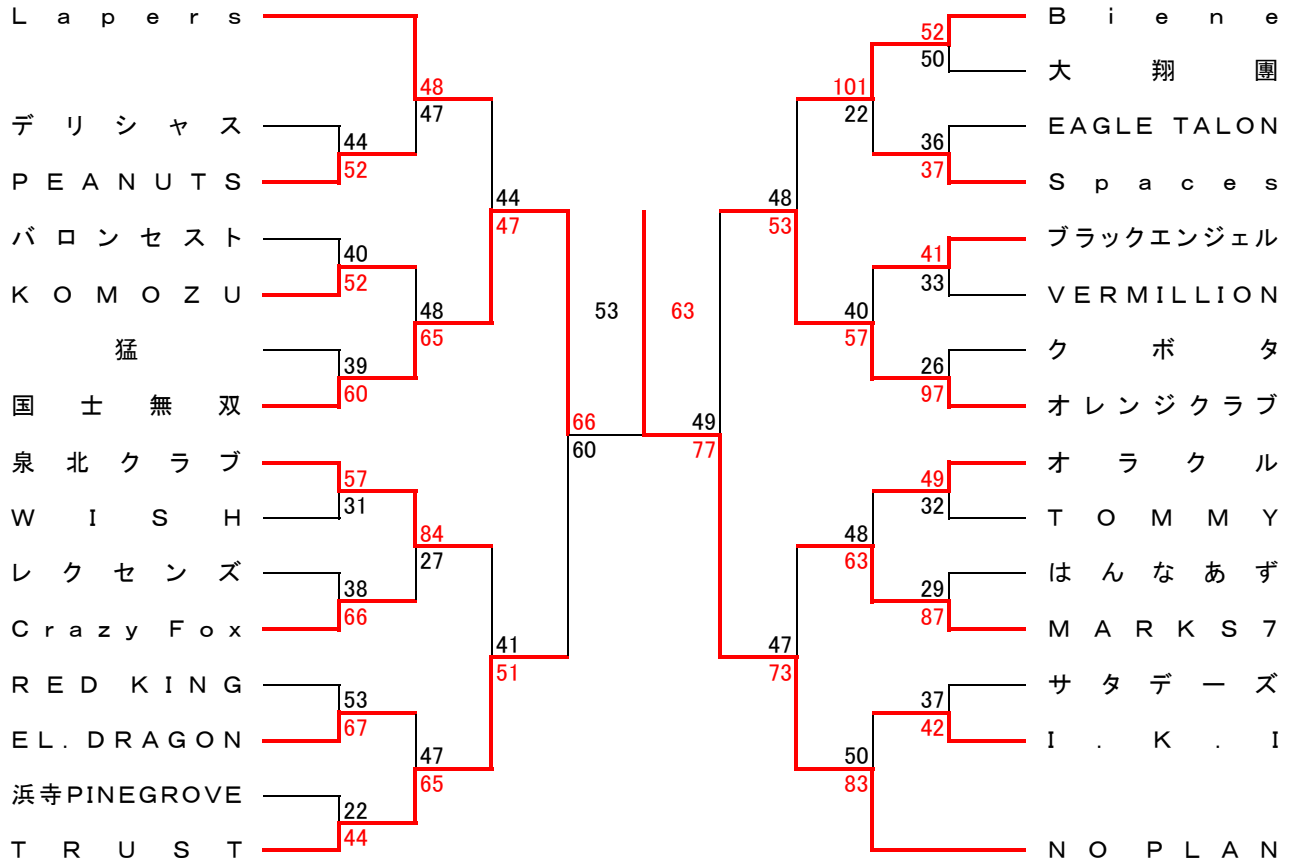 Lapers
48
47
デリシャス
44
52
PEANUTS
44
47
バロンセスト
40
52
KOMOZU
48
65
猛
39
60
国士無双
66
60
泉北クラブ
57
31
WISH
84
27
レクセンズ
38
66
Crazy Fox
41
51
RED KING
53
67
EL.DRAGON
47
65
浜寺PINEGROVE
22
44
TRUST
53
63
Biene
52
50
大翔團
101
22
EAGLE TALON
36
37
Spaces
48
53
ブラックエンジェル
41
33
VERMILLION
40
57
クボタ
26
97
オレンジクラブ
49
77
オラクル
49
32
TOMMY
48
63
はんなあず
29
87
MARKS7
47
73
サタデーズ
37
42
I.K.I
50
83
NO PLAN